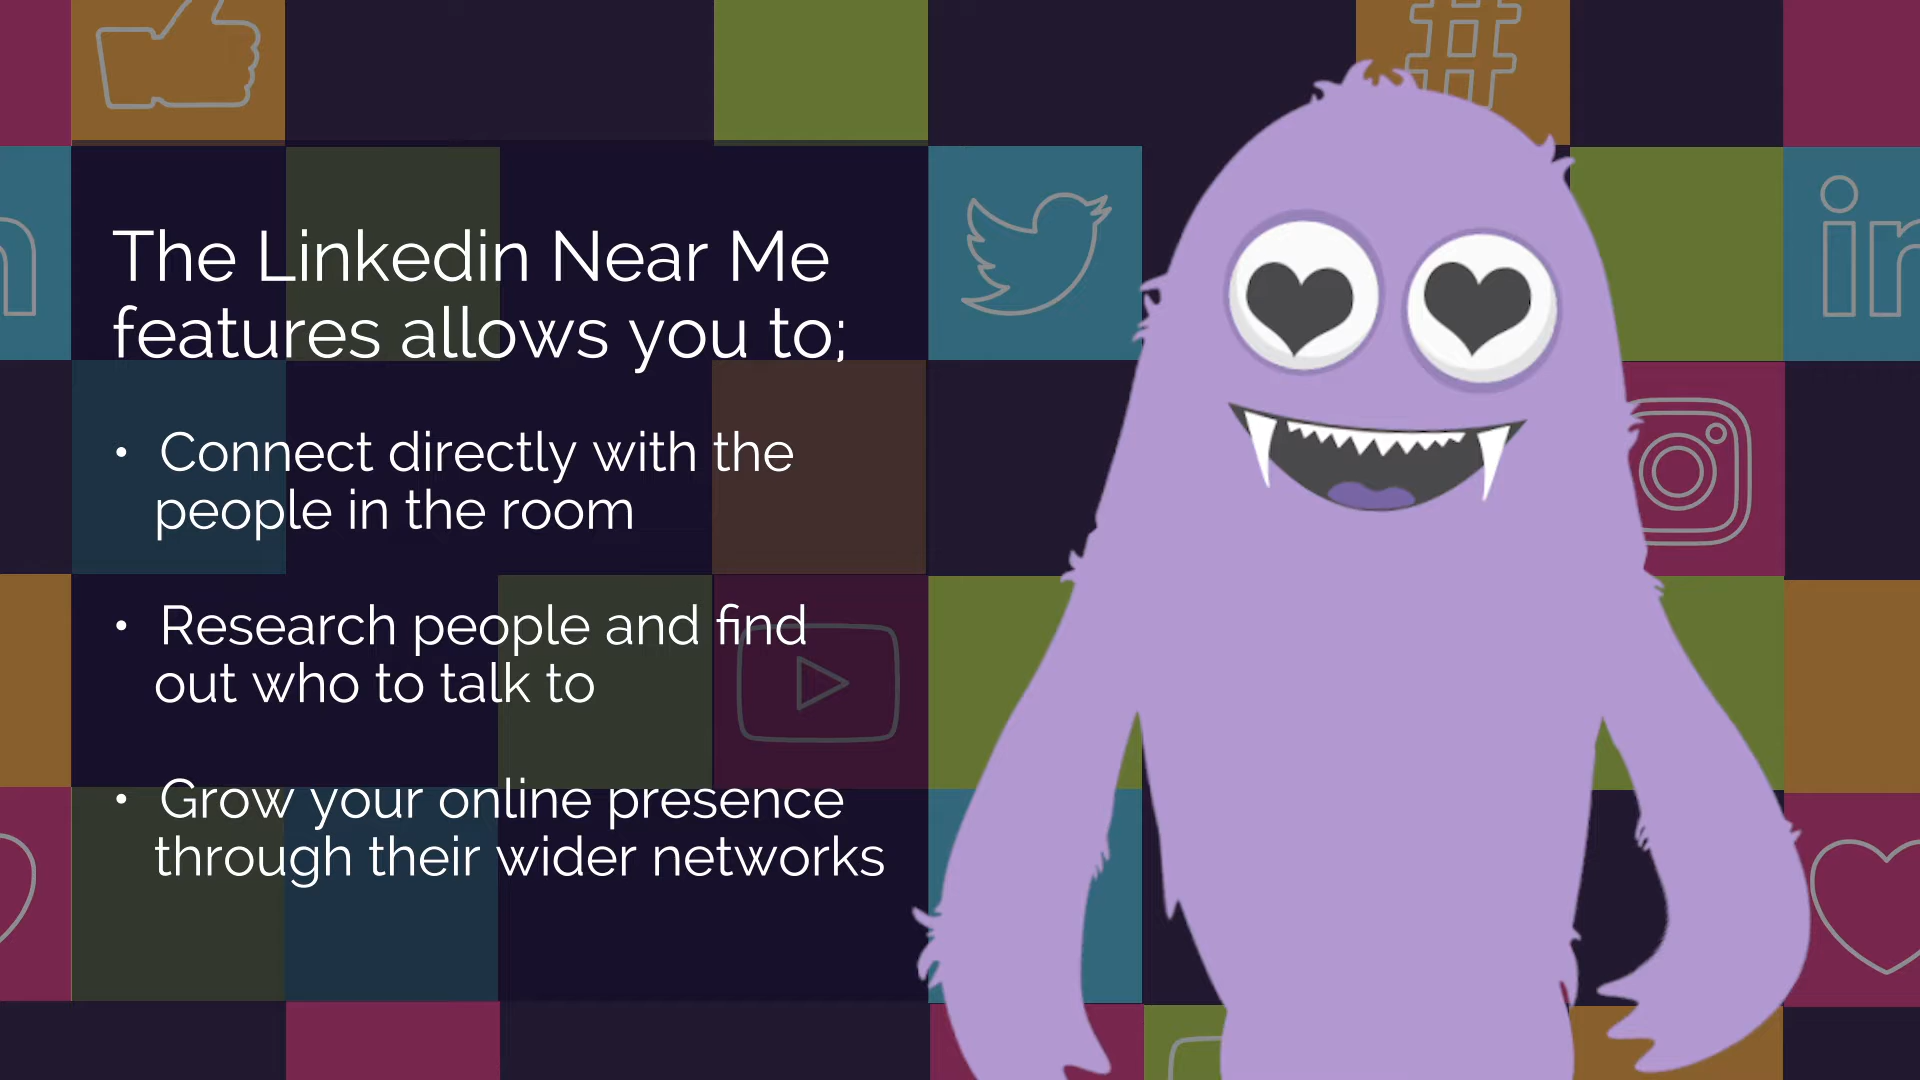 The Linkedin Near Me
features allows you to;
• Connect directly with the
people in the room
• Research people and find
out who to talk to
• Grow your online presence
through their wider networks
#
in
n